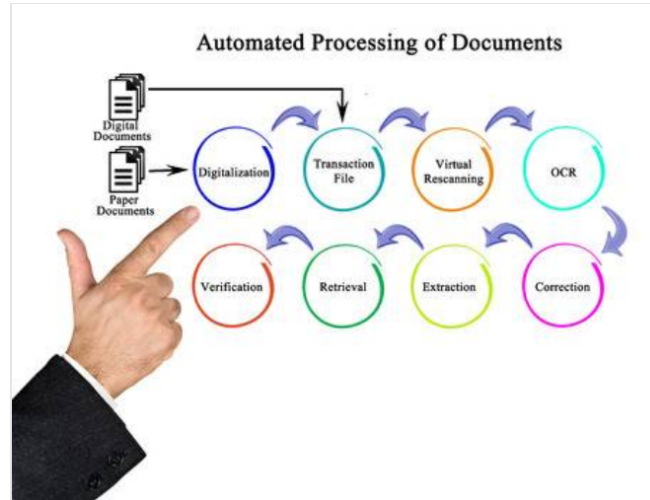 Automated Processing of Documents
Digital
Documents
Paper
Documents
Digitalization
Transaction
File
Virtual
Rescanning
OCR
Verification
Retrieval
Extraction
Correction